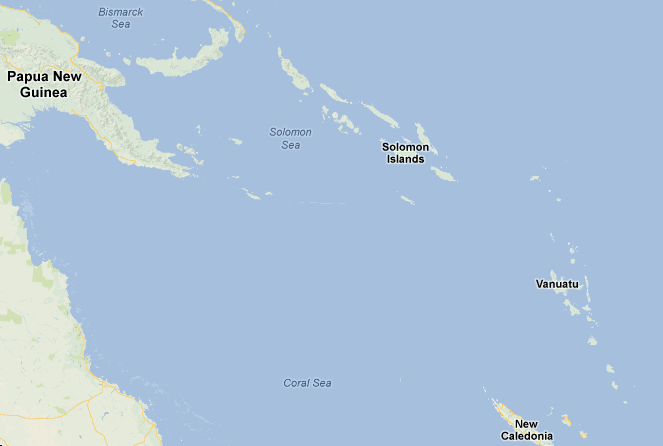 Bismarck
Sea
Papua New
Guinea
Solomon
Sea
Solomon
Islands
Vanuatu
Coral Sea
New
Caledonia